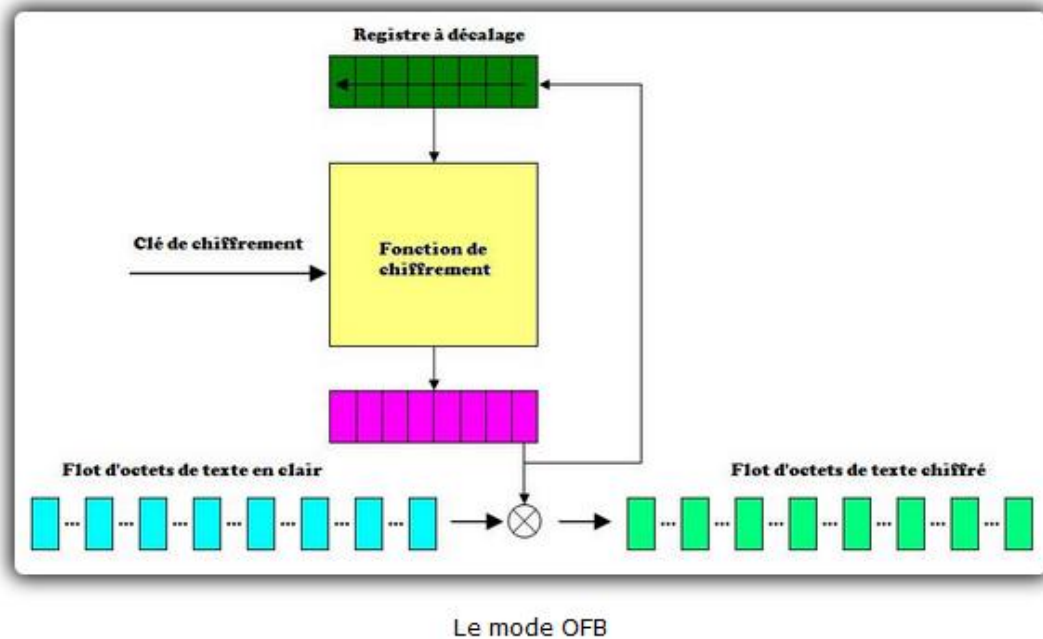 Registre à décalage
Clé de chiffrement
Fonction de
chiffrement
Flot d'octets de texte en clair
Flot d'octets de texte chiffré
... ... ... ... ... ... ...
... ... ... ... ... ... ...
Le mode OFB